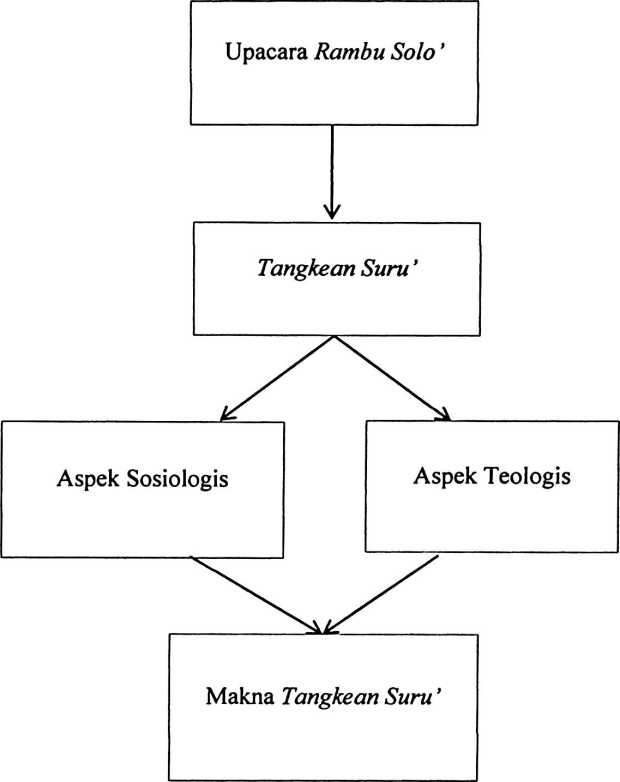 Upacara Rambu Solo’
Tangkean Suru’
Aspek Sosiologis
Aspek Teologis
Makna Tangkean Suru’